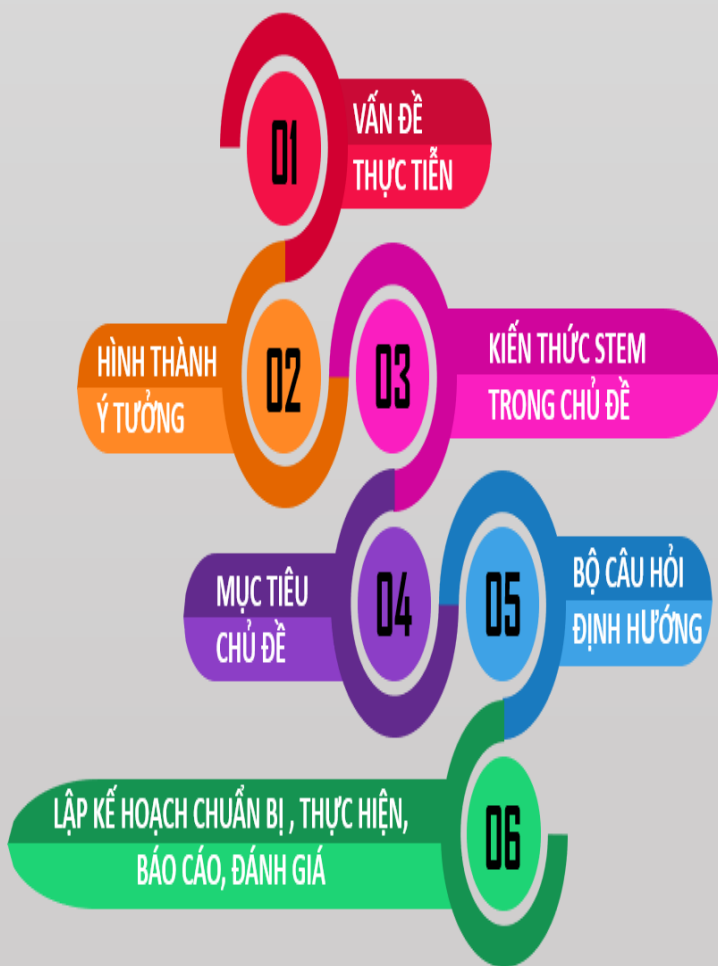 01
VẤN ĐỀ
THỰC TIỄN
02
HÌNH THÀNH
Ý TƯỞNG
03
KIẾN THỨC STEM
TRONG CHỦ ĐỀ
04
MỤC TIÊU
CHỦ ĐỀ
05
BỘ CÂU HỎI
ĐỊNH HƯỚNG
06
LẬP KẾ HOẠCH CHUẨN BỊ , THỰC HIỆN,
BÁO CÁO, ĐÁNH GIÁ